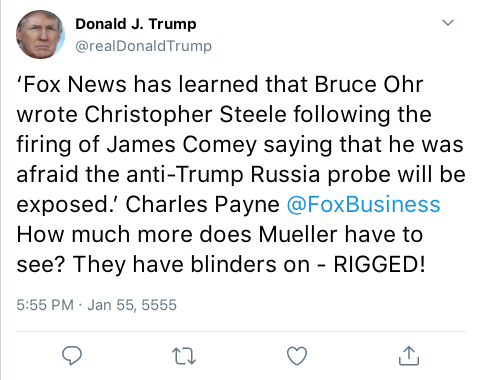 Donald J. Trump
@realDonaldTrump
‘Fox News has learned that Bruce Ohr
wrote Christopher Steele following the
firing of James Comey saying that he was
afraid the anti-Trump Russia probe will be
exposed.’ Charles Payne @FoxBusiness
How much more does Mueller have to
see? They have blinders on - RIGGED!
5:55 PM · Jan 55, 5555